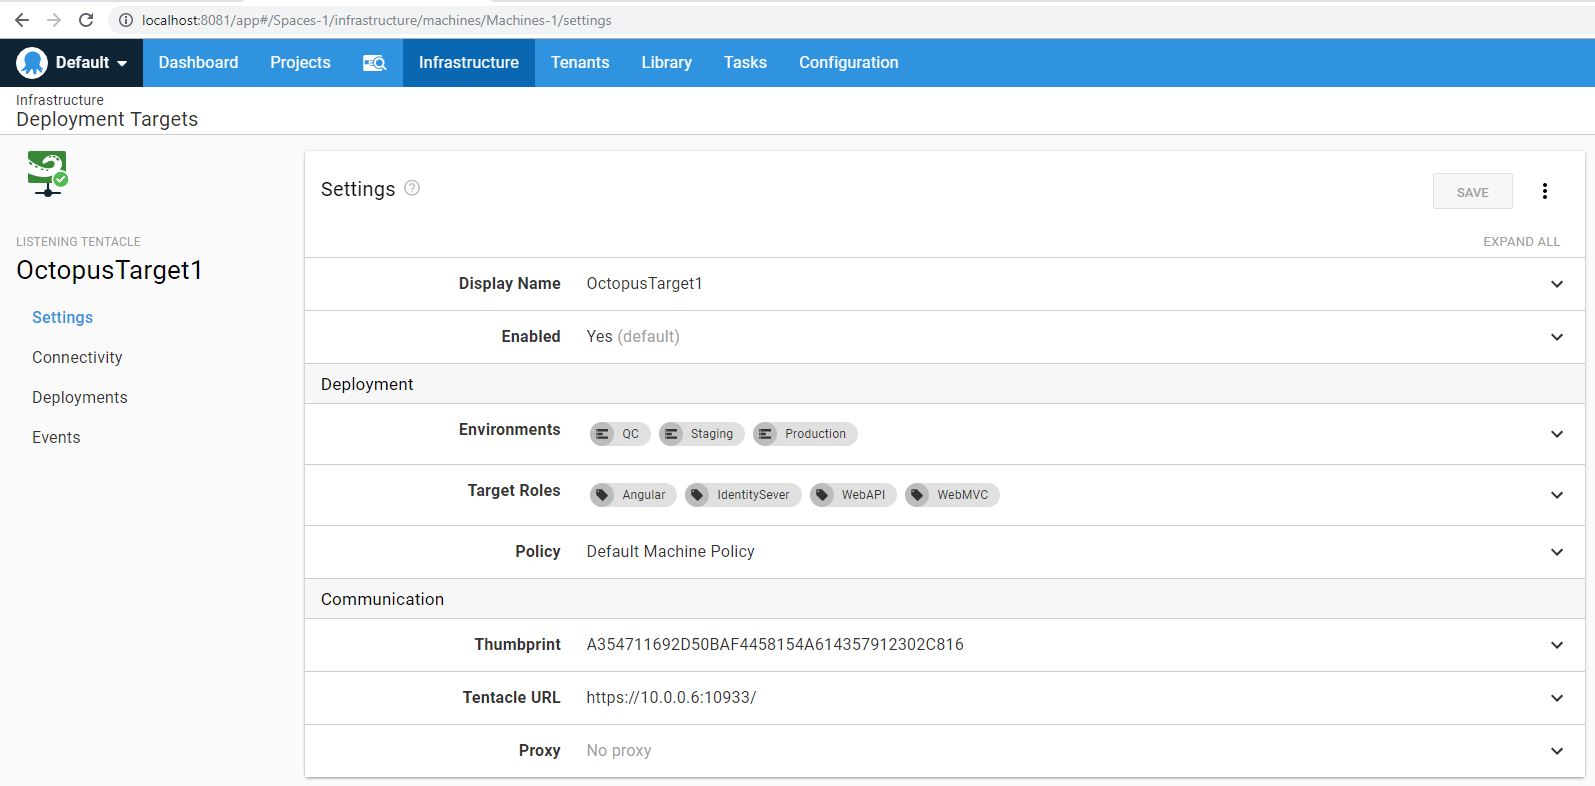 localhost:8081/app#/Spaces-1/infrastructure/machines/Machines-1/settings
Default Dashboard Projects Infrastructure Tenants Library Tasks Configuration
Infrastructure
Deployment Targets
LISTENING TENTACLE
OctopusTarget1
Settings
Connectivity
Deployments
Events
Settings ?
SAVE
EXPAND ALL
Display Name OctopusTarget1
Enabled Yes (default)
Deployment
Environments QC Staging Production
Target Roles Angular IdentitySever WebAPI WebMVC
Policy Default Machine Policy
Communication
Thumbprint A354711692D50BAF4458154A614357912302C816
Tentacle URL https://10.0.0.6:10933/
Proxy No proxy